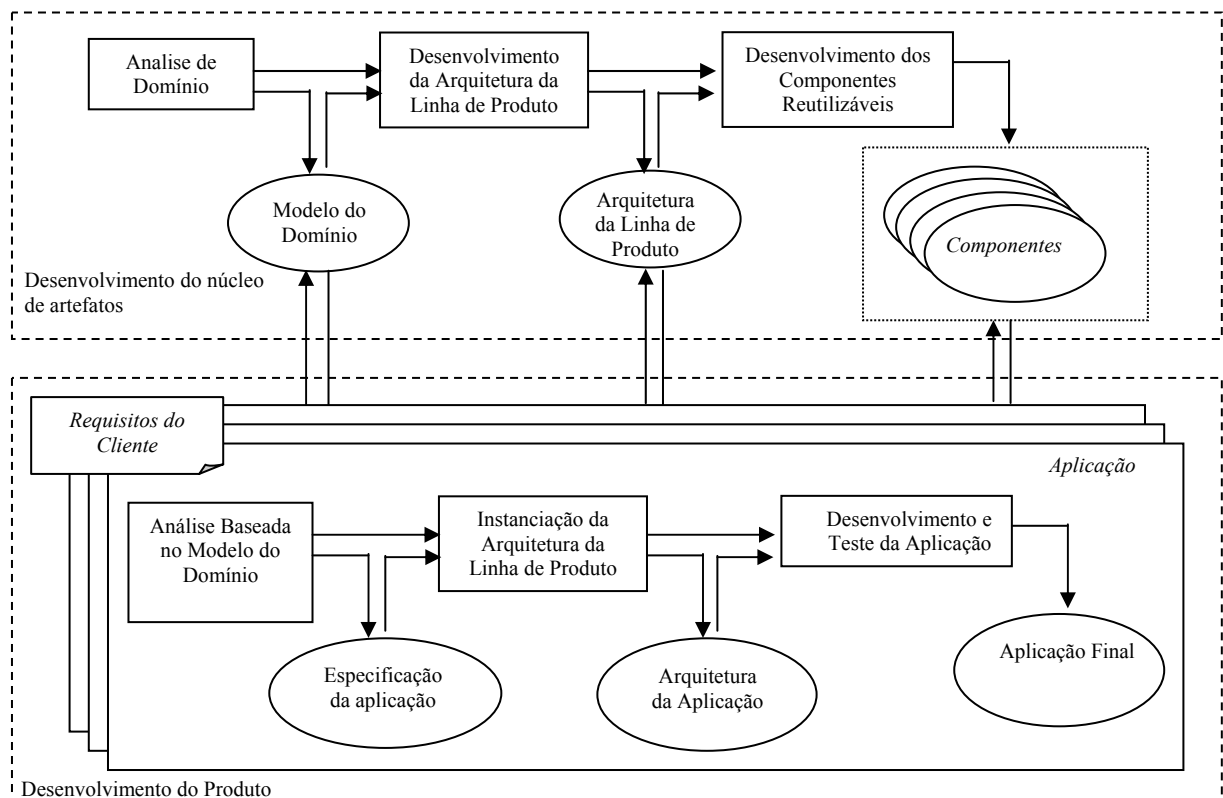 Analise de
Domínio
Desenvolvimento
da Arquitetura da
Linha de Produto
Desenvolvimento dos
Componentes
Reutilizáveis
Modelo do
Domínio
Arquitetura
da Linha de
Produto
Componentes
Desenvolvimento do núcleo
de artefatos
Requisitos do
Cliente
Aplicação
Análise Baseada
no Modelo do
Domínio
Instanciação da
Arquitetura da
Linha de Produto
Desenvolvimento e
Teste da Aplicação
Especificação
da aplicação
Arquitetura
da Aplicação
Aplicação Final
Desenvolvimento do Produto